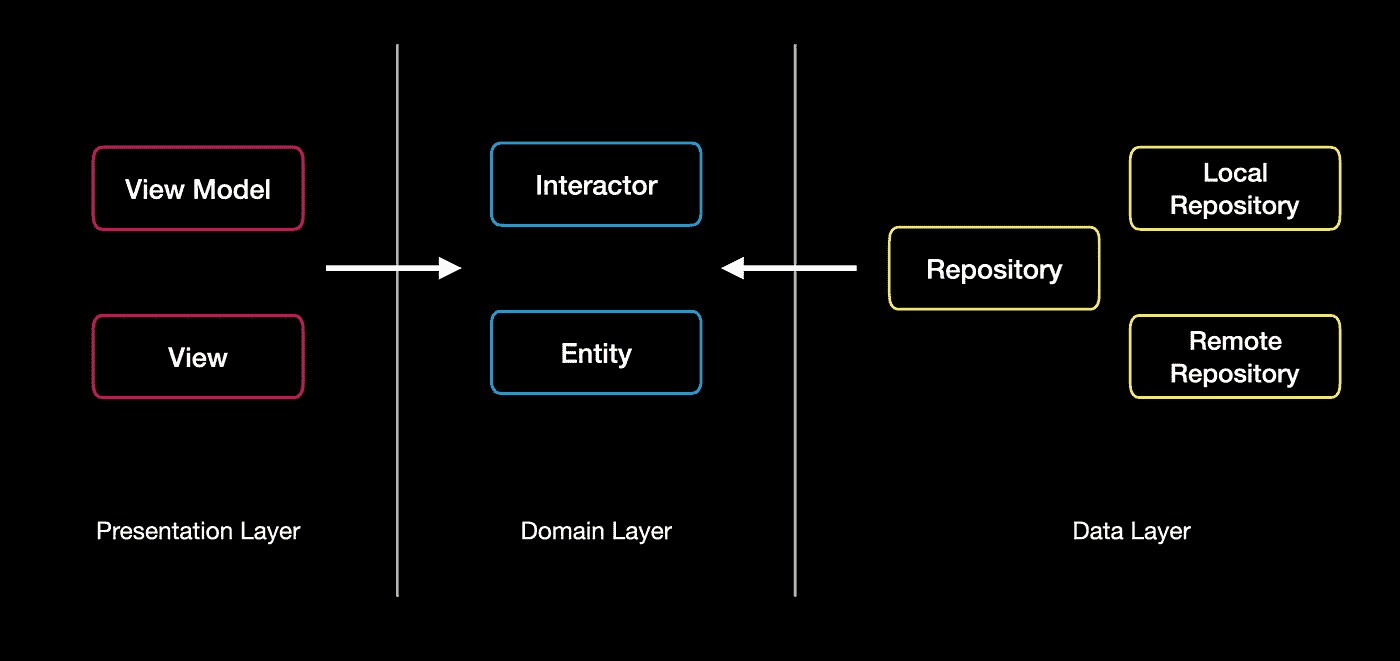 View Model
View
Presentation Layer
Interactor
Entity
Domain Layer
Repository
Local
Repository
Remote
Repository
Data Layer